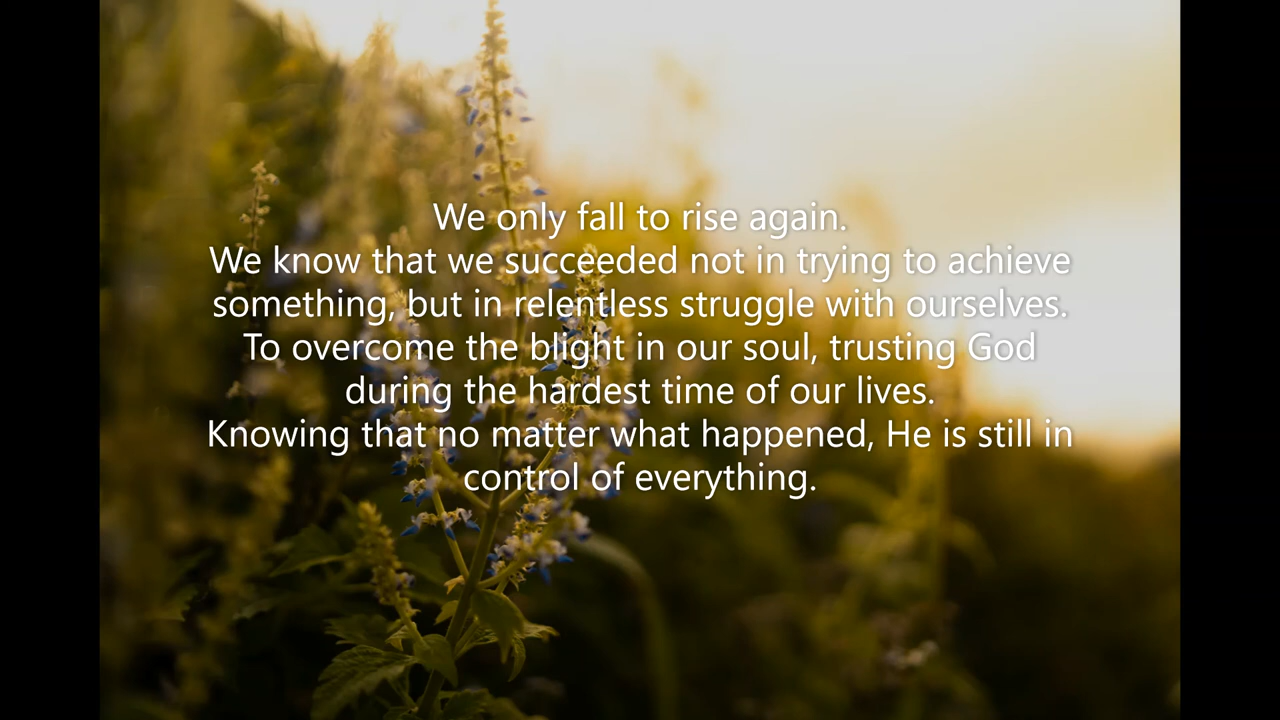 We only fall to rise again.
We know that we succeeded not in trying to achieve
something, but in relentless struggle with ourselves.
To overcome the blight in our soul, trusting God
during the hardest time of our lives.
Knowing that no matter what happened, He is still in
control of everything.